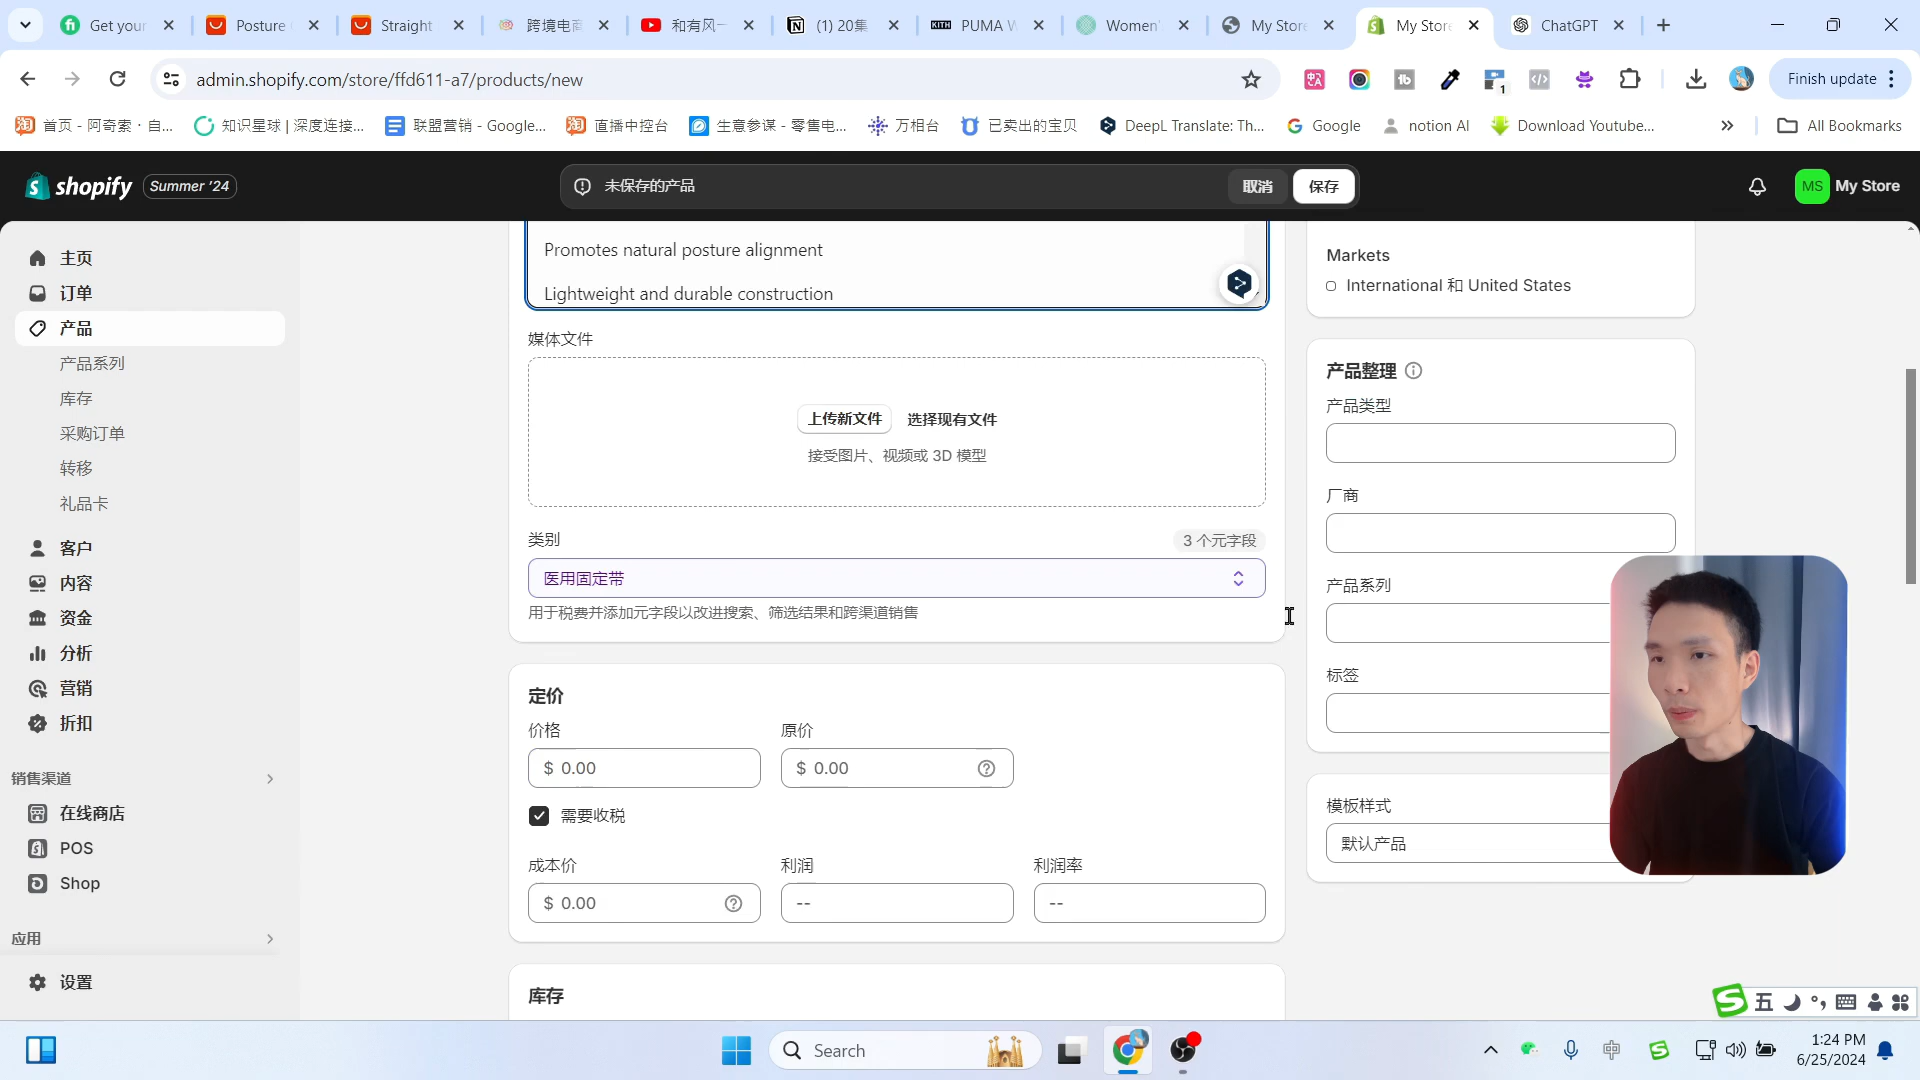 Get your
Posture
Straight
跨境电商
和有风一
(1) 20集
KITH PUMA W
Women'
My Store
My Store
ChatGPT
admin.shopify.com/store/ffd611-a7/products/new
1
Finish update
首页 - 阿奇索 · 自...
知识星球 | 深度连接...
联盟营销 - Google...
直播中控台
生意参谋 - 零售电...
万相台
已卖出的宝贝
DeepL Translate: Th...
Google
notion AI
Download Youtube...
All Bookmarks
shopify
Summer '24
未保存的产品
取消
保存
MS
My Store
主页
订单
产品
产品系列
库存
采购订单
转移
礼品卡
客户
内容
资金
分析
营销
折扣
销售渠道
在线商店
POS
Shop
应用
设置
Promotes natural posture alignment
Lightweight and durable construction
媒体文件
上传新文件
选择现有文件
接受图片、视频或 3D 模型
类别
3 个元字段
医用固定带
用于税费并添加元字段以改进搜索、筛选结果和跨渠道销售
定价
价格
原价
$ 0.00
$ 0.00
需要收税
成本价
利润
利润率
$ 0.00
--
--
库存
Markets
International 和 United States
产品整理
产品类型
厂商
产品系列
标签
模板样式
默认产品
五
Search
中
1:24 PM
6/25/2024